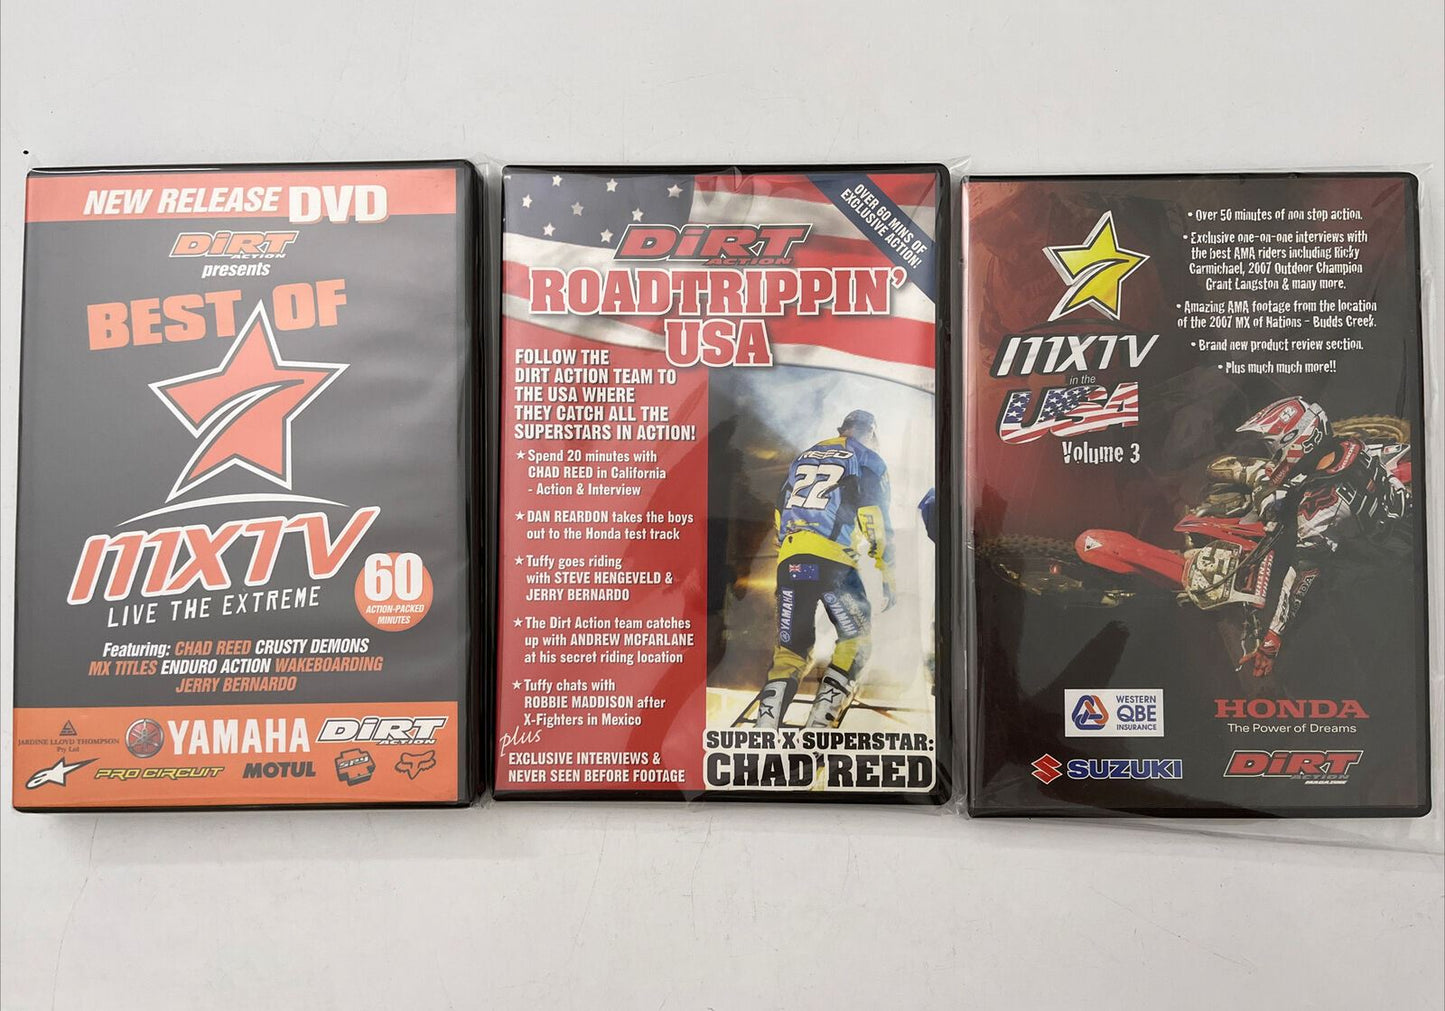 NEW RELEASE DVD
DiRT
ACTION
presents
BEST OF
MXTV
LIVE THE EXTREME
60
ACTION-PACKED
MINUTES
Featuring: CHAD REED CRUSTY DEMONS
MX TITLES ENDURO ACTION WAKEBOARDING
JERRY BERNARDO
JARDINE LLOYD THOMPSON
Pty Ltd
YAMAHA
DiRT
ACTION
PRO CIRCUIT
MOTUL
SPY
FOX
OVER 60 MINS OF
EXCLUSIVE ACTION!
DiRT
ACTION
ROADTRIPPIN'
USA
FOLLOW THE
DIRT ACTION TEAM TO
THE USA WHERE
THEY CATCH ALL THE
SUPERSTARS IN ACTION!
★ Spend 20 minutes with
CHAD REED in California
- Action & Interview
★ DAN REARDON takes the boys
out to the Honda test track
★ Tuffy goes riding
with STEVE HENGEVELD &
JERRY BERNARDO
★ The Dirt Action team catches
up with ANDREW MCFARLANE
at his secret riding location
★ Tuffy chats with
ROBBIE MADDISON after
X-Fighters in Mexico
plus
EXCLUSIVE INTERVIEWS &
NEVER SEEN BEFORE FOOTAGE
REED
22
YAMAHA
YAMAHA
SUPER X SUPERSTAR:
CHAD REED
MXTV
in the
USA
Volume 3
• Over 50 minutes of non stop action.
• Exclusive one-on-one interviews with
the best AMA riders including Ricky
Carmichael, 2007 Outdoor Champion
Grant Langston & many more.
• Amazing AMA footage from the location
of the 2007 MX of Nations - Budds Creek.
• Brand new product review section.
• Plus much much more!!
WESTERN
QBE
INSURANCE
HONDA
The Power of Dreams
SUZUKI
DiRT
ACTION
MAGAZINE